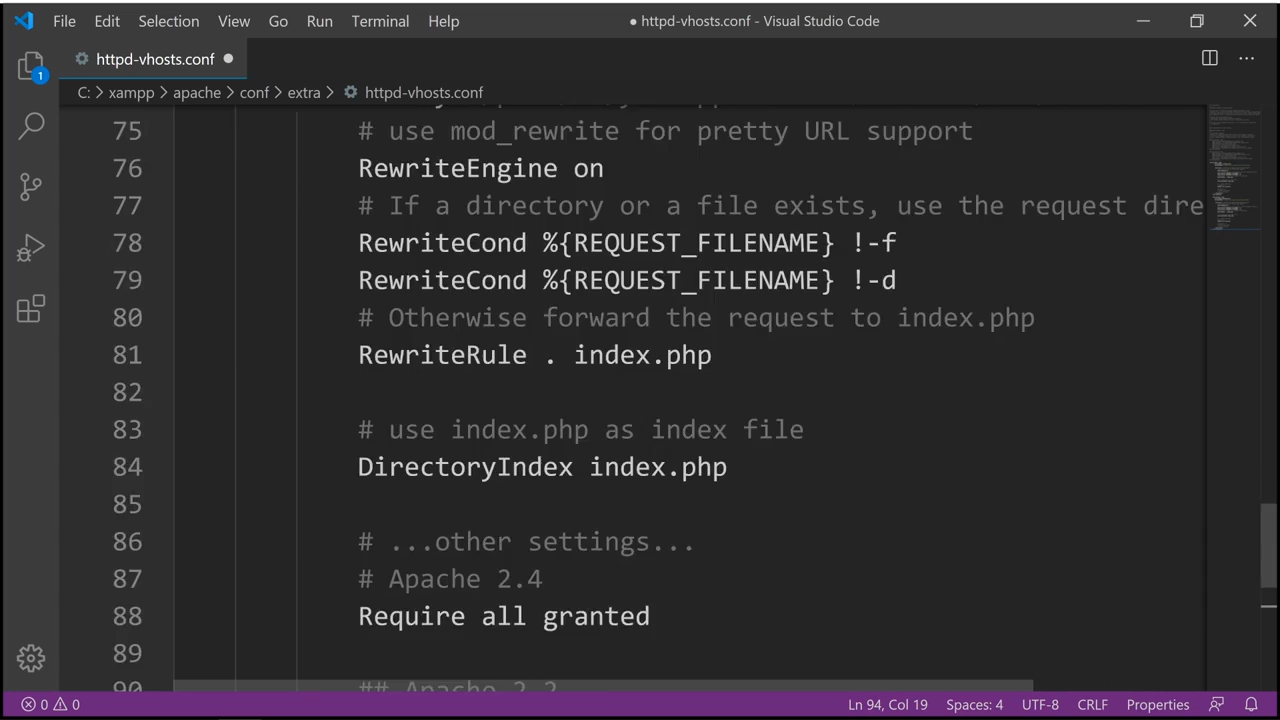 File Edit Selection View Go Run Terminal Help ● httpd-vhosts.conf - Visual Studio Code
httpd-vhosts.conf
C: > xampp > apache > conf > extra > httpd-vhosts.conf
75 # use mod_rewrite for pretty URL support
76 RewriteEngine on
77 # If a directory or a file exists, use the request dire
78 RewriteCond %{REQUEST_FILENAME} !-f
79 RewriteCond %{REQUEST_FILENAME} !-d
80 # Otherwise forward the request to index.php
81 RewriteRule . index.php
82
83 # use index.php as index file
84 DirectoryIndex index.php
85
86 # ...other settings...
87 # Apache 2.4
88 Require all granted
89
90 ## Apache 2.2
1
0 0 Ln 94, Col 19 Spaces: 4 UTF-8 CRLF Properties